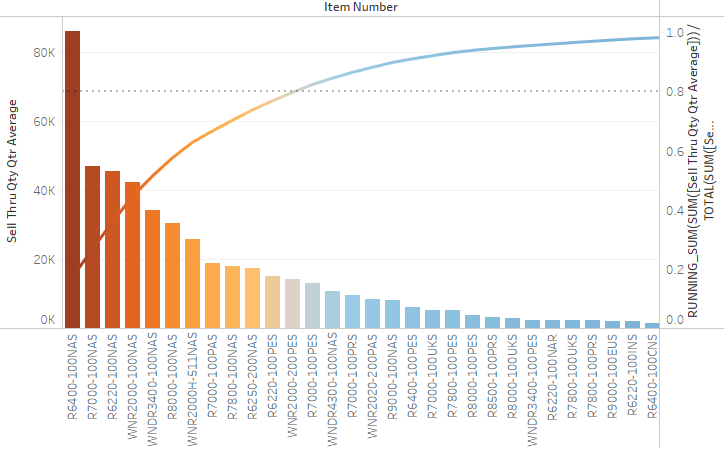 Item Number
Sell Thru Qty Qtr Average
80K
60K
40K
20K
0K
1.0
0.8
0.6
0.4
0.2
0.0
RUNNING_SUM(SUM([Sell Thru Qty Qtr Average])) /
TOTAL(SUM([Se...
R6400-100NAS
R7000-100NAS
R6220-100NAS
WNR2000-100NAS
WNDR3400-100NAS
R8000-100NAS
WNR2000H-511NAS
R7000-100PAS
R7800-100NAS
R6250-200NAS
R6220-100PES
WNR2000-200PES
R7000-100PES
WNDR4300-100NAS
R7000-100PRS
WNR2020-200PAS
R9000-100NAS
R6400-100PES
R7000-100UKS
R7800-100PES
R8000-100PES
R8500-100PRS
R8000-100UKS
WNDR3400-100PES
R6220-100NAR
R7800-100UKS
R7800-100PRS
R9000-100EUS
R6220-100INS
R6400-100CNS